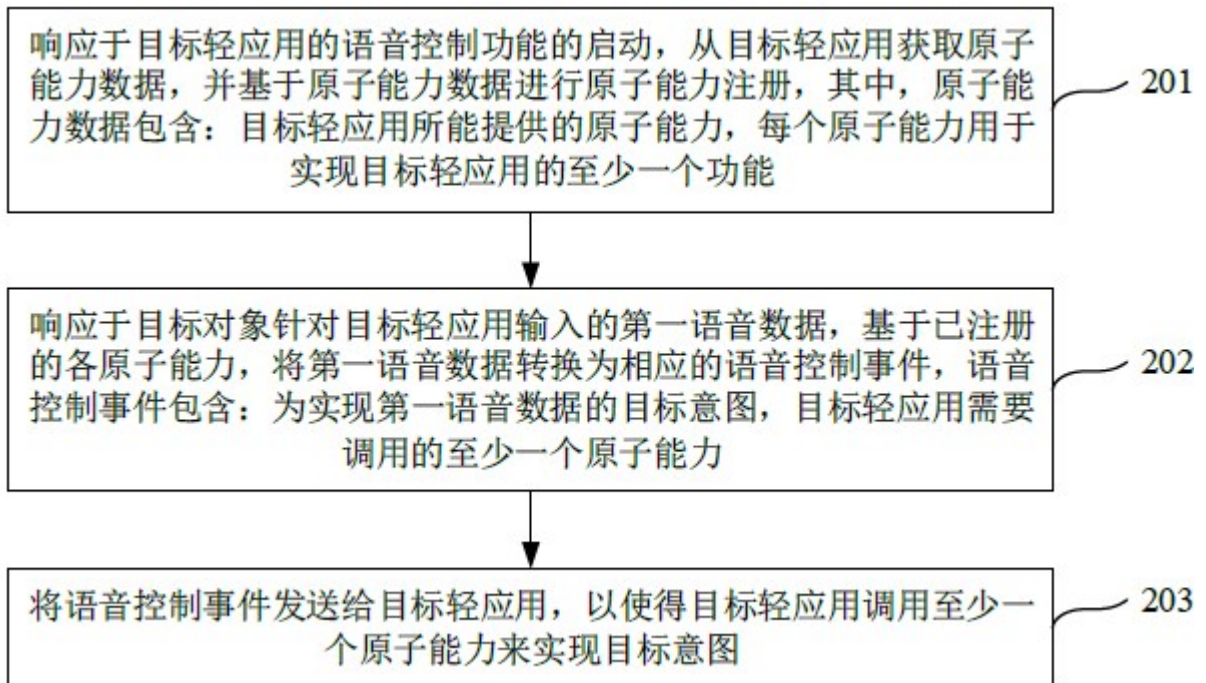 响应于目标轻应用的语音控制功能的启动，从目标轻应用获取原子
能力数据，并基于原子能力数据进行原子能力注册，其中，原子能
力数据包含：目标轻应用所能提供的原子能力，每个原子能力用于
实现目标轻应用的至少一个功能
201
响应于目标对象针对目标轻应用输入的第一语音数据，基于已注册
的各原子能力，将第一语音数据转换为相应的语音控制事件，语音
控制事件包含：为实现第一语音数据的目标意图，目标轻应用需要
调用的至少一个原子能力
202
将语音控制事件发送给目标轻应用，以使得目标轻应用调用至少一
个原子能力来实现目标意图
203